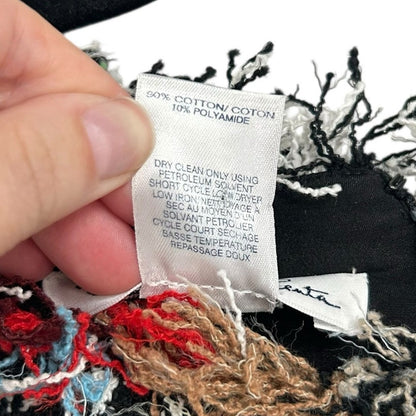 90% COTTON/ COTON
10% POLYAMIDE
DRY CLEAN ONLY USING
PETROLEUM SOLVENT
SHORT CYCLE LOW DRYER
LOW IRON/ NETTOYAGE A
SEC AU MOYEN D'UN
SOLVANT PETROLIER
CYCLE COURT SECHAGE
BASSE TEMPERATURE
REPASSAGE DOUX